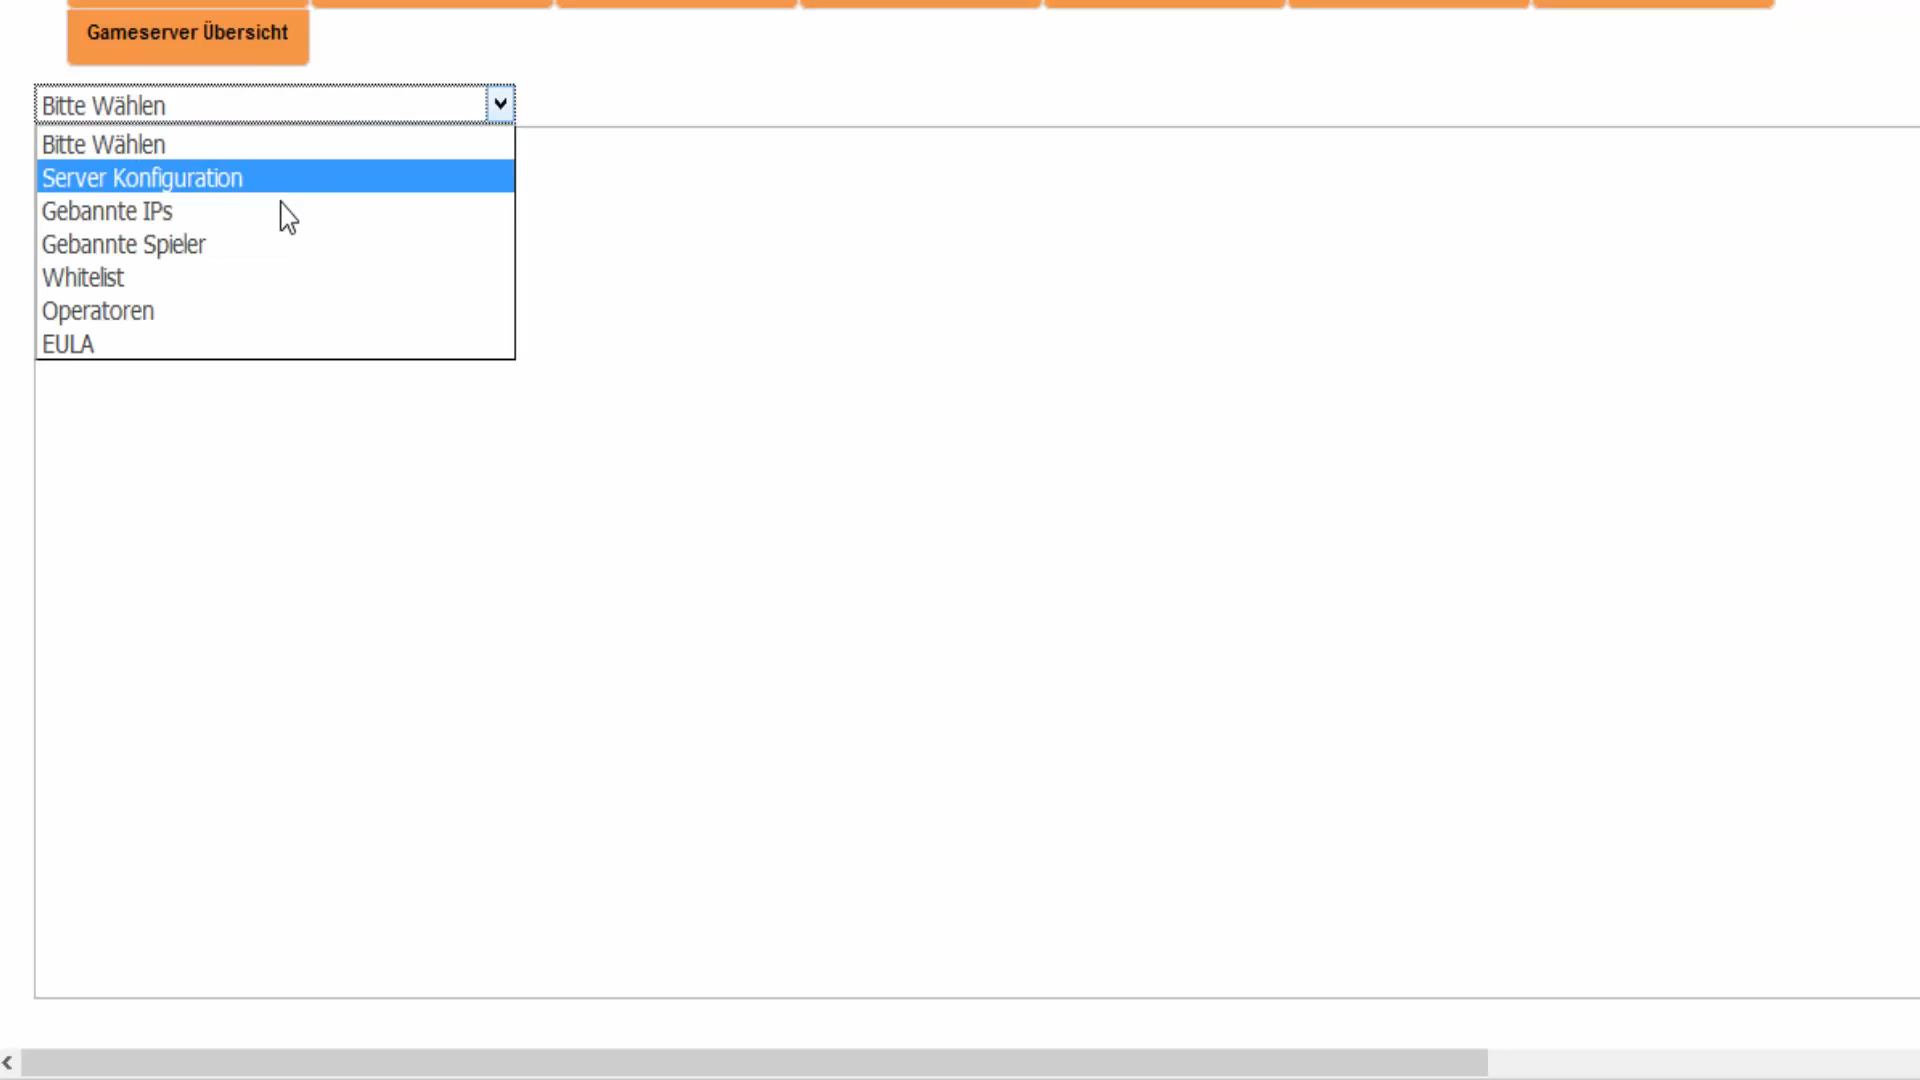 Gameserver Übersicht
Bitte Wählen
Bitte Wählen
Server Konfiguration
Gebannte IPs
Gebannte Spieler
Whitelist
Operatoren
EULA